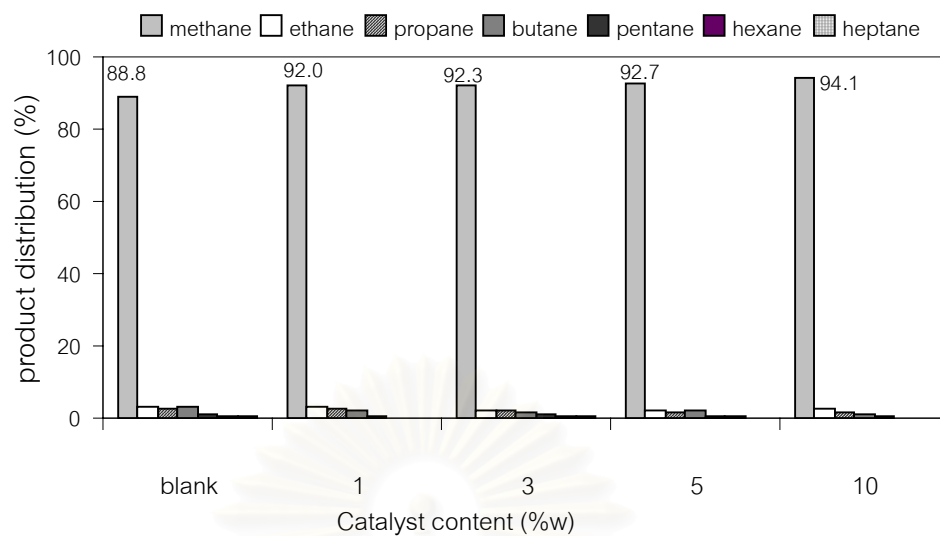 methane ethane propane butane pentane hexane heptane
product distribution (%)
100
80
60
40
20
0
88.8
92.0
92.3
92.7
94.1
blank 1 3 5 10
Catalyst content (%w)